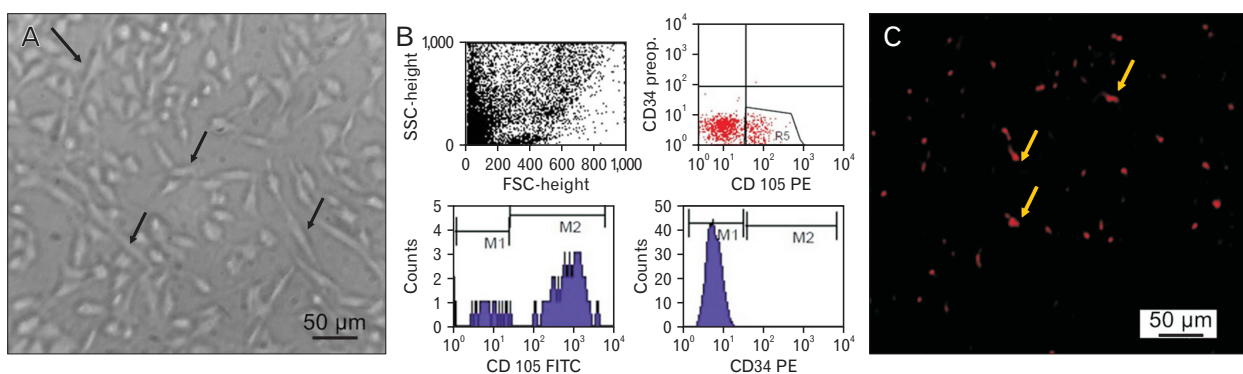 A
50 µm
B
SSC-height
1,000
0
0 200 400 600 800 1,000
FSC-height
CD34 preop.
10⁴
10³
10²
10¹
10⁰
R5
10⁰ 10¹ 10² 10³ 10⁴
CD 105 PE
Counts
5
4
3
2
1
0
M1
M2
10⁰ 10¹ 10² 10³ 10⁴
CD 105 FITC
Counts
50
40
30
20
10
0
M1
M2
10⁰ 10¹ 10² 10³ 10⁴
CD34 PE
C
50 µm